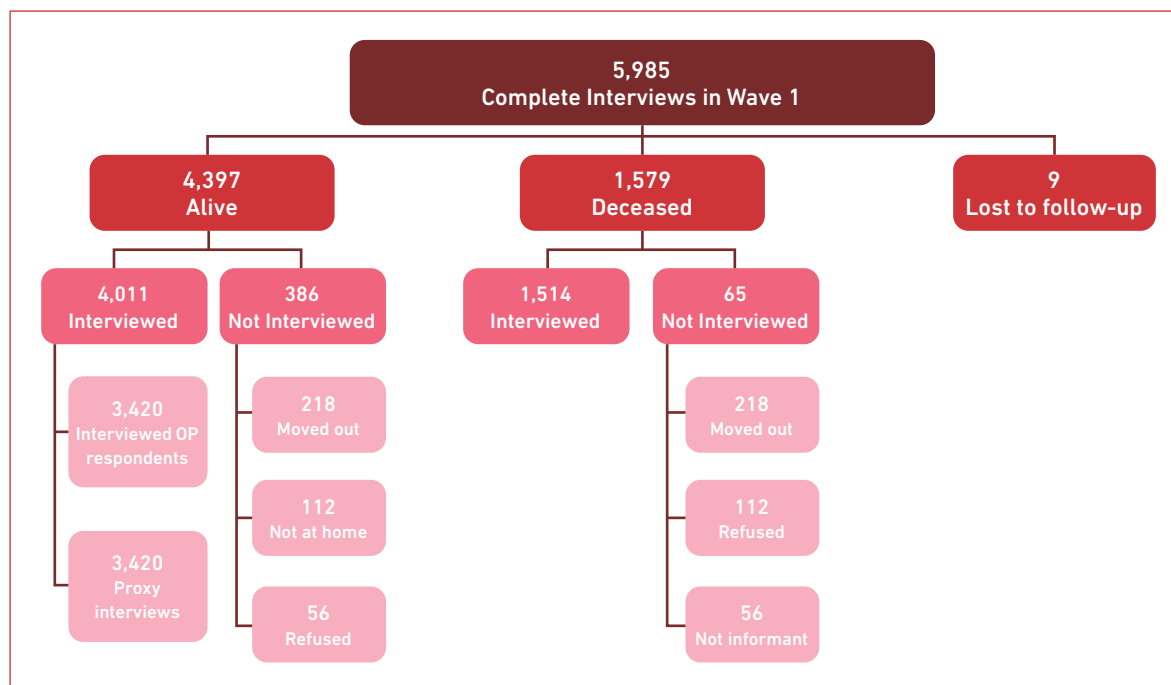 5,985
Complete Interviews in Wave 1
4,397
Alive
1,579
Deceased
9
Lost to follow-up
4,011
Interviewed
386
Not Interviewed
1,514
Interviewed
65
Not Interviewed
3,420
Interviewed OP
respondents
218
Moved out
218
Moved out
112
Not at home
112
Refused
3,420
Proxy
interviews
56
Refused
56
Not informant